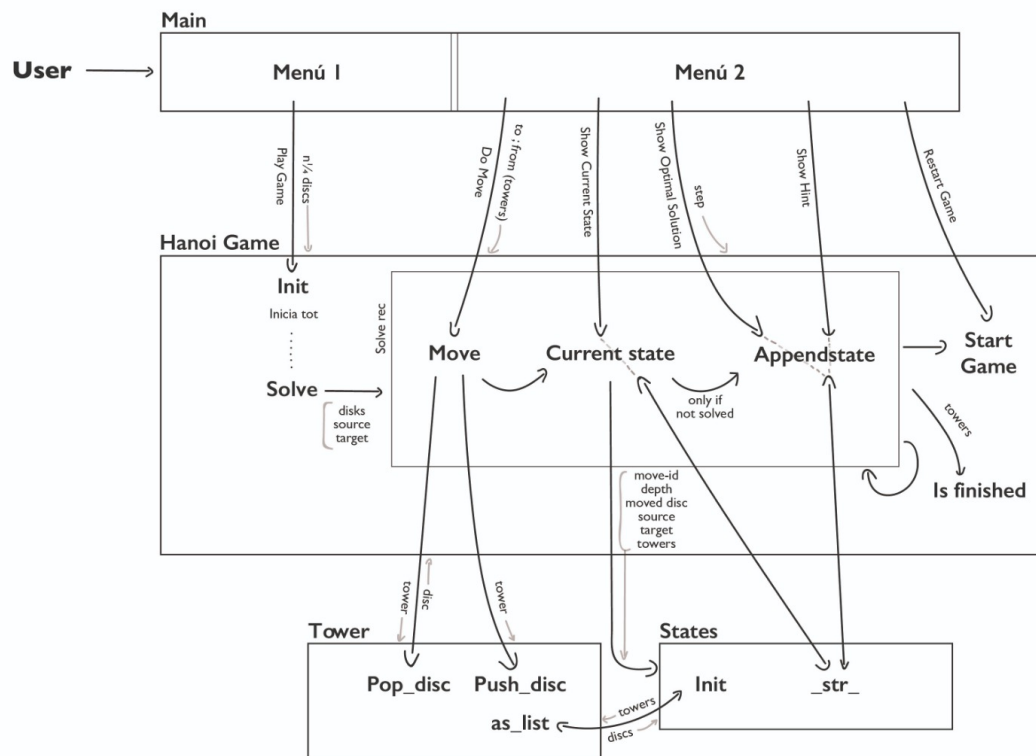 Main
User
Menú 1
Menú 2
Play Game
n'¼ discs
Do Move
to ; from (towers)
Show Current State
Show Optimal Solution
step
Show Hint
Restart Game
Hanoi Game
Init
Inicia tot
Solve
disks
source
target
Solve rec
Move
Current state
only if
not solved
Appendstate
Start
Game
towers
Is finished
move-id
depth
moved disc
source
target
towers
tower
disc
tower
Tower
Pop_disc
Push_disc
as_list
towers
discs
States
Init
_str_